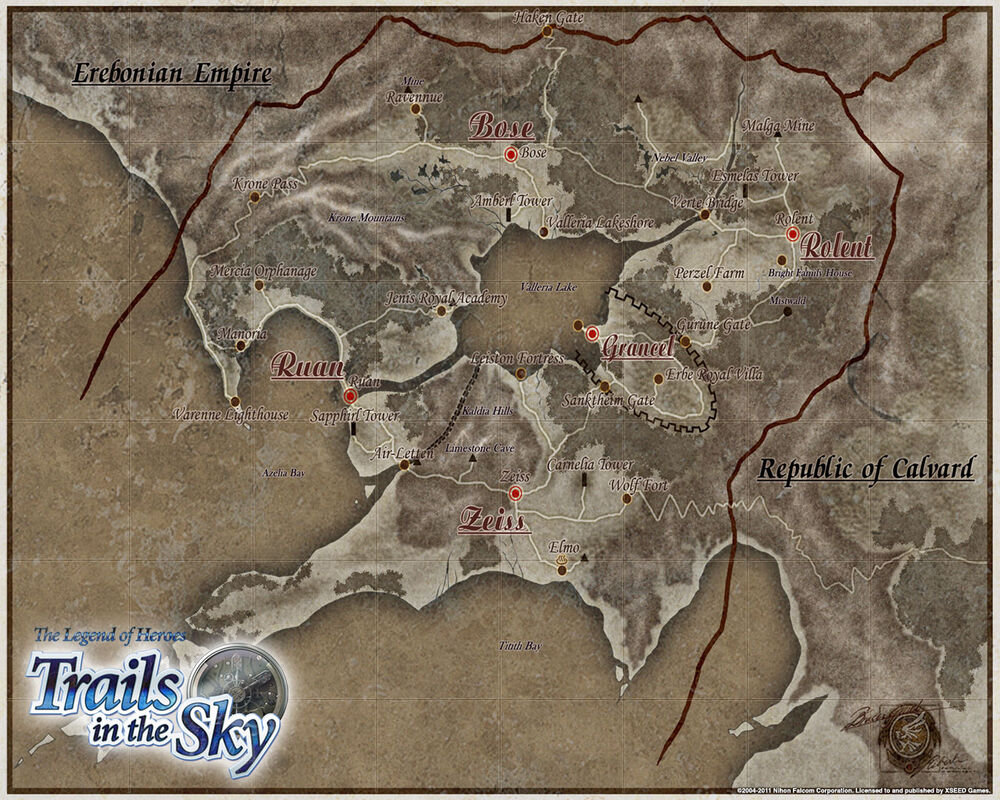 Haken Gate
Erebonian Empire
Mine
Ravennue
Bose
Bose
Malga Mine
Nebel Valley
Esmelas Tower
Krone Pass
Amberl Tower
Verte Bridge
Krone Mountains
Valleria Lakeshore
Rolent
Rolent
Mercia Orphanage
Perzel Farm
Bright Family House
Valleria Lake
Jenis Royal Academy
Mistwald
Manoria
Gurune Gate
Grancel
Ruan
Ruan
Leiston Fortress
Erbe Royal Villa
Varenne Lighthouse
Sapphirl Tower
Kaldia Hills
Sanktheim Gate
Air-Letten
Limestone Cave
Carnelia Tower
Republic of Calvard
Azelia Bay
Zeiss
Wolf Fort
Zeiss
Elmo
The Legend of Heroes
Trails
in the Sky
Tituth Bay
©2004-2011 Nihon Falcom Corporation. Licensed to and published by XSEED Games.